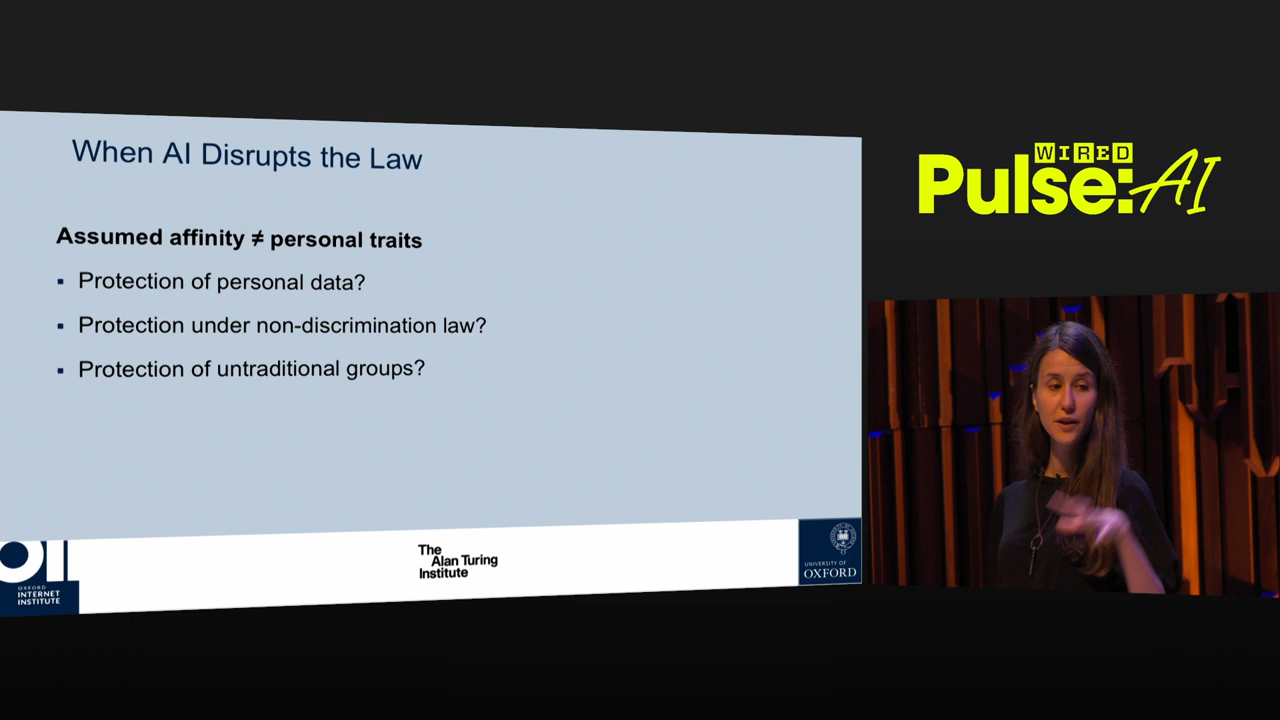 When AI Disrupts the Law
Assumed affinity ≠ personal traits
▪ Protection of personal data?
▪ Protection under non-discrimination law?
▪ Protection of untraditional groups?
OII
OXFORD
INTERNET
INSTITUTE
The
Alan Turing
Institute
UNIVERSITY OF
OXFORD
WIRED
Pulse:AI